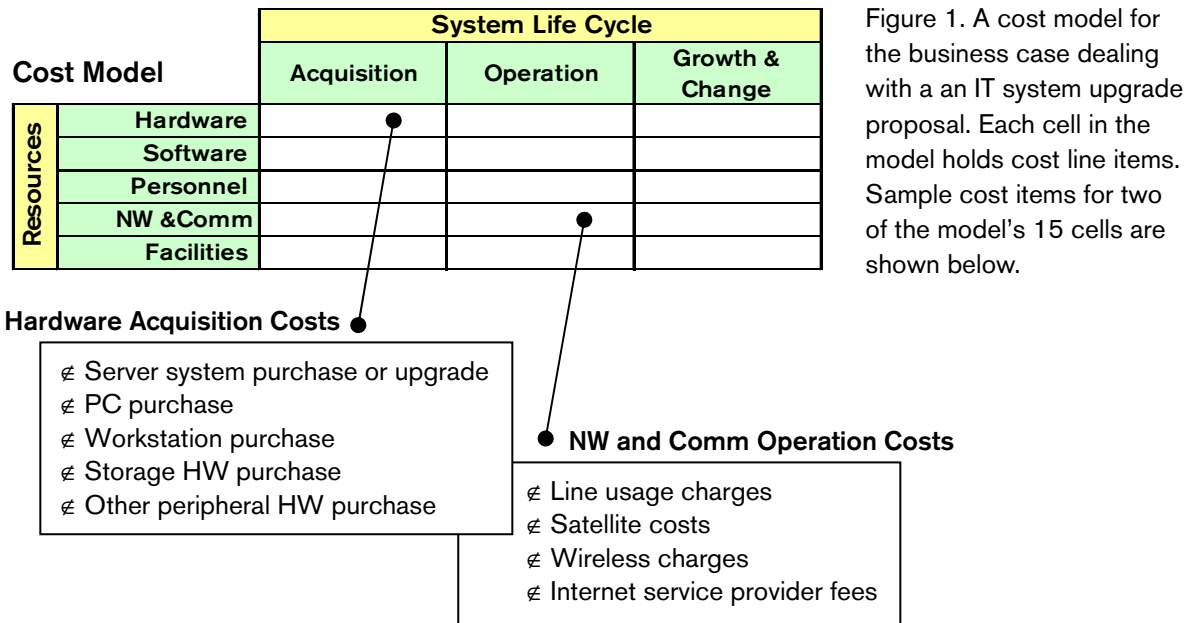 System Life Cycle
Cost Model
Acquisition
Operation
Growth &
Change
Resources
Hardware
Software
Personnel
NW &Comm
Facilities
Figure 1. A cost model for
the business case dealing
with a an IT system upgrade
proposal. Each cell in the
model holds cost line items.
Sample cost items for two
of the model's 15 cells are
shown below.
Hardware Acquisition Costs
∉ Server system purchase or upgrade
∉ PC purchase
∉ Workstation purchase
∉ Storage HW purchase
∉ Other peripheral HW purchase
NW and Comm Operation Costs
∉ Line usage charges
∉ Satellite costs
∉ Wireless charges
∉ Internet service provider fees